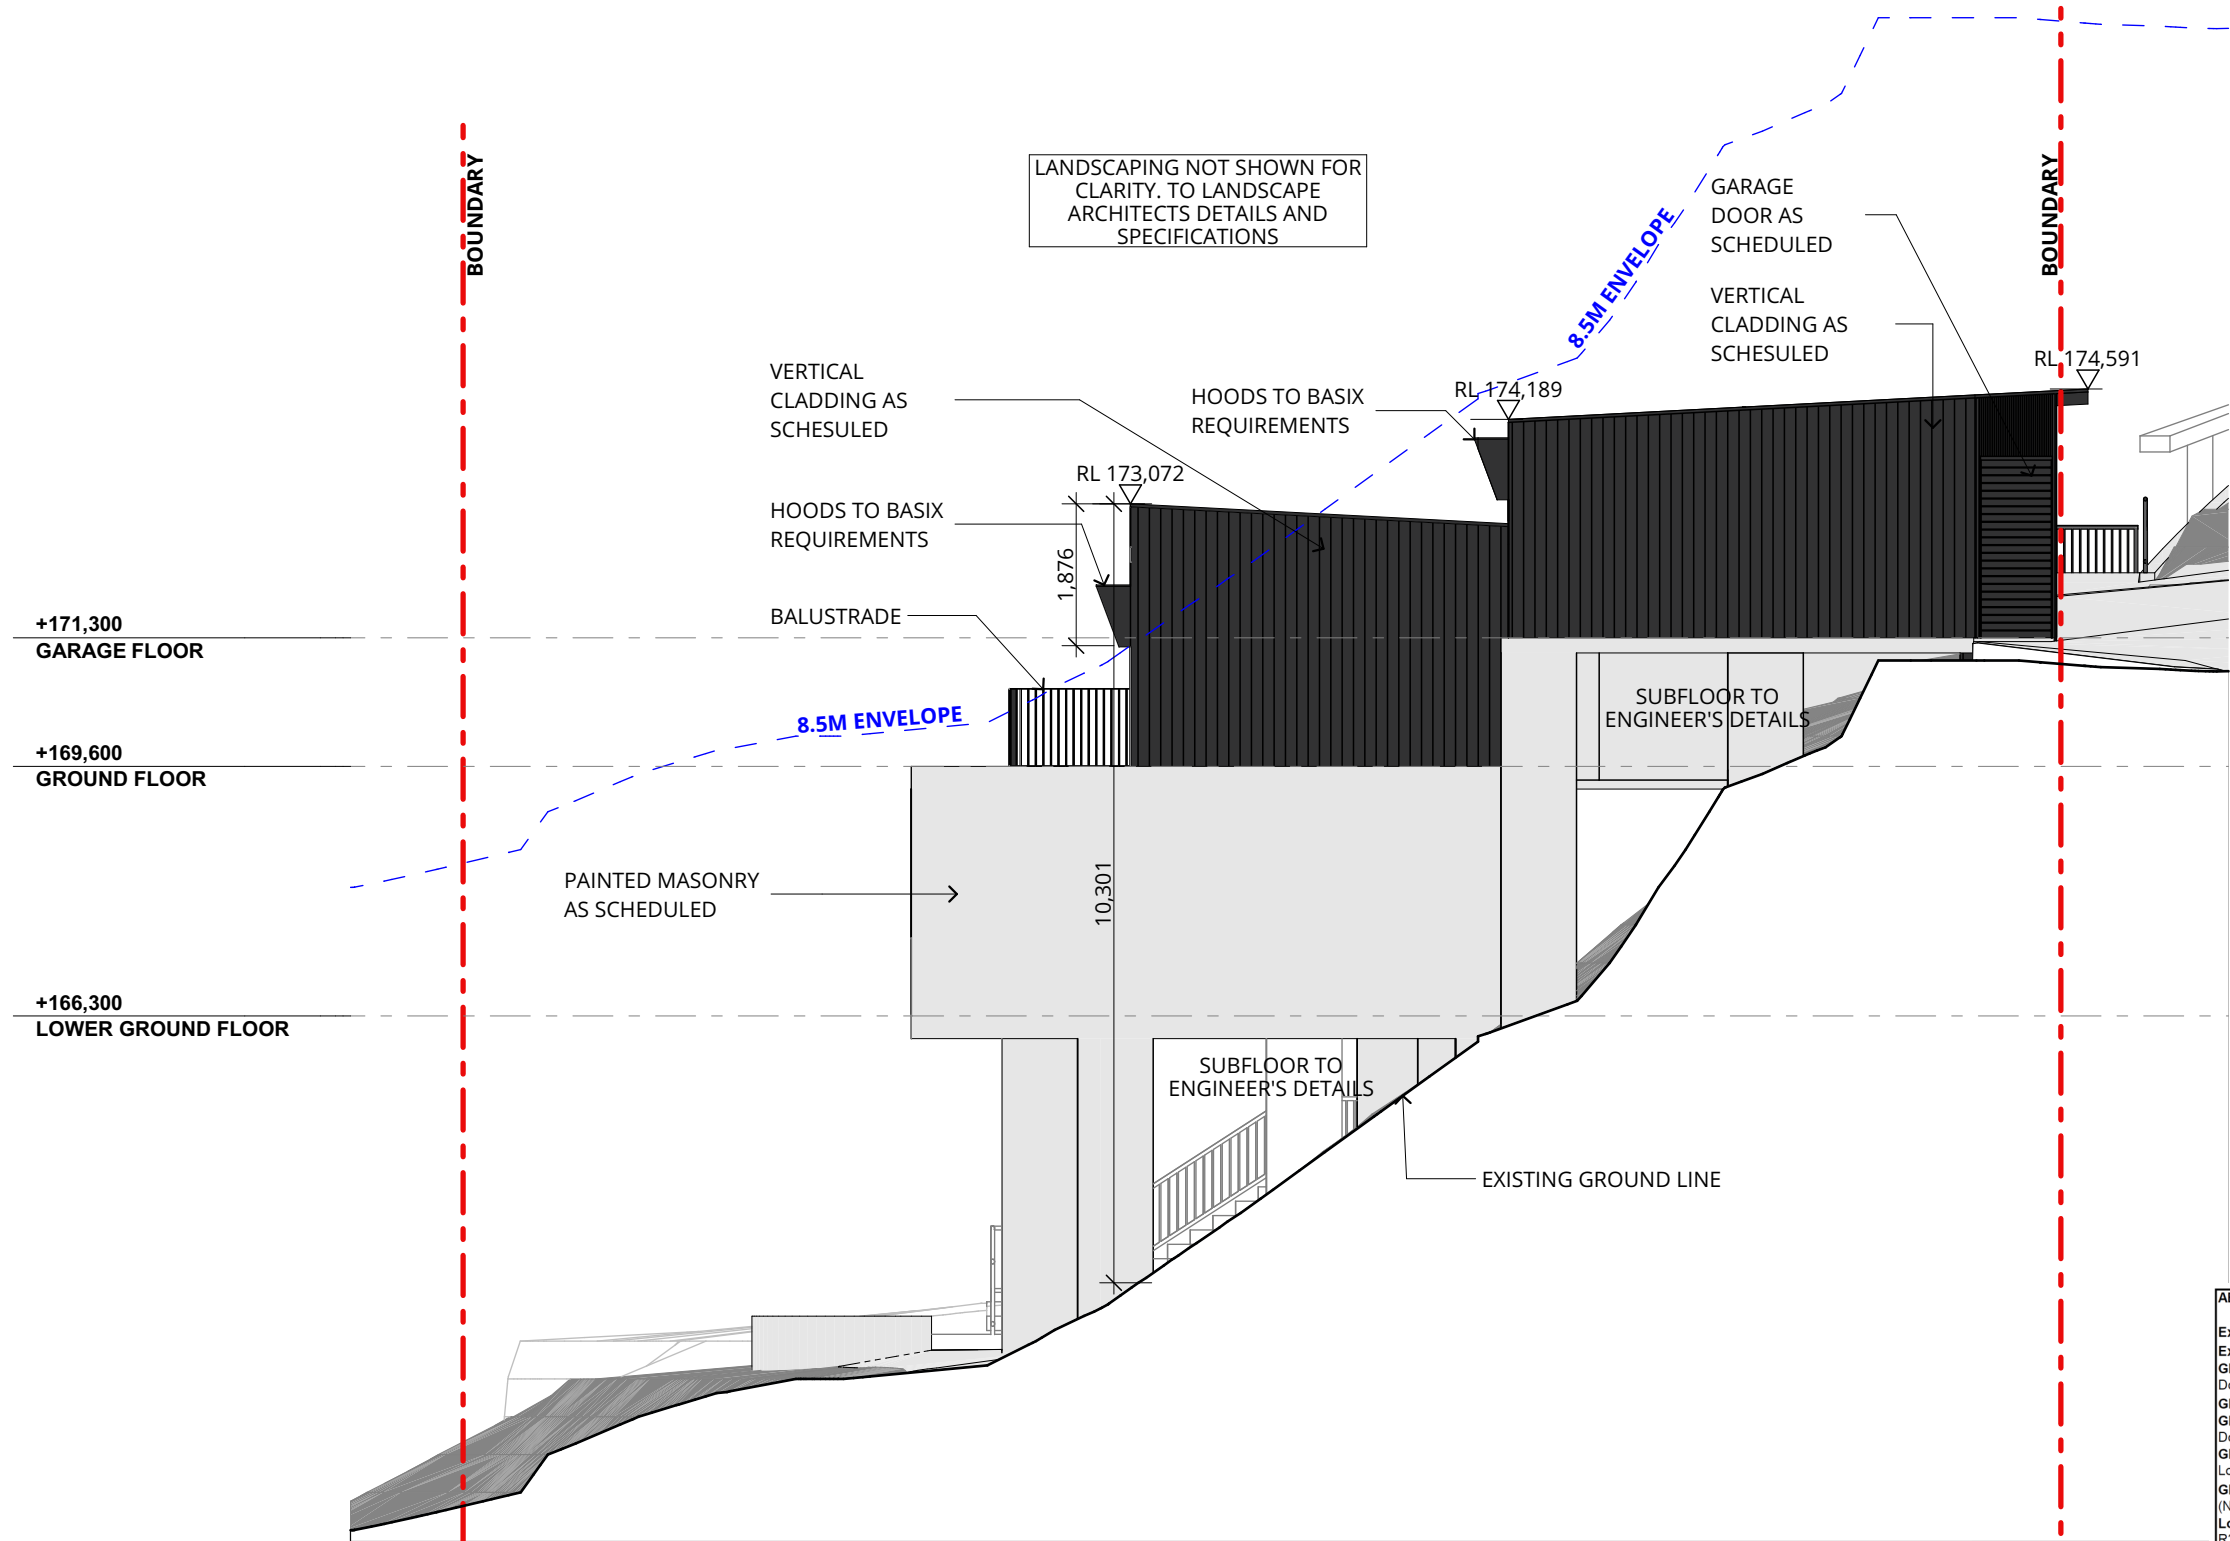 BOUNDARY
LANDSCAPING NOT SHOWN FOR
CLARITY. TO LANDSCAPE
ARCHITECTS DETAILS AND
SPECIFICATIONS
8.5M ENVELOPE
GARAGE
DOOR AS
SCHEDULED
BOUNDARY
VERTICAL
CLADDING AS
SCHESULED
RL 174,591
VERTICAL
CLADDING AS
SCHESULED
HOODS TO BASIX
REQUIREMENTS
RL 174,189
RL 173,072
HOODS TO BASIX
REQUIREMENTS
1,876
BALUSTRADE
+171,300
GARAGE FLOOR
8.5M ENVELOPE
SUBFLOOR TO
ENGINEER'S DETAILS
+169,600
GROUND FLOOR
PAINTED MASONRY
AS SCHEDULED
10,301
+166,300
LOWER GROUND FLOOR
SUBFLOOR TO
ENGINEER'S DETAILS
EXISTING GROUND LINE